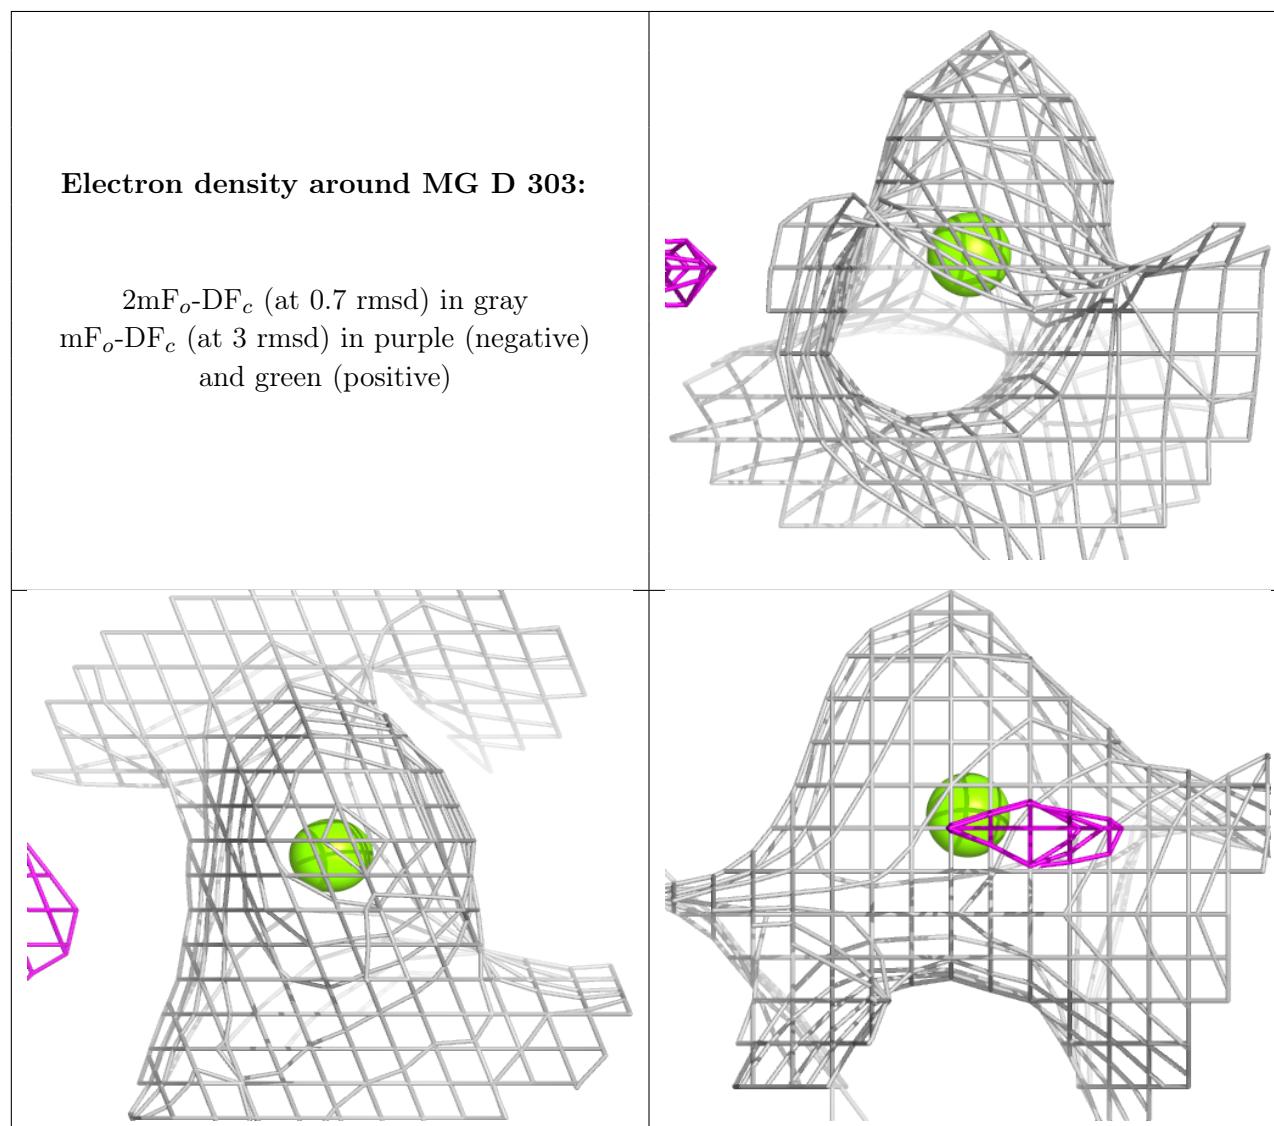 Electron density around MG D 303:
2mFo-DFc (at 0.7 rmsd) in gray
mFo-DFc (at 3 rmsd) in purple (negative)
and green (positive)